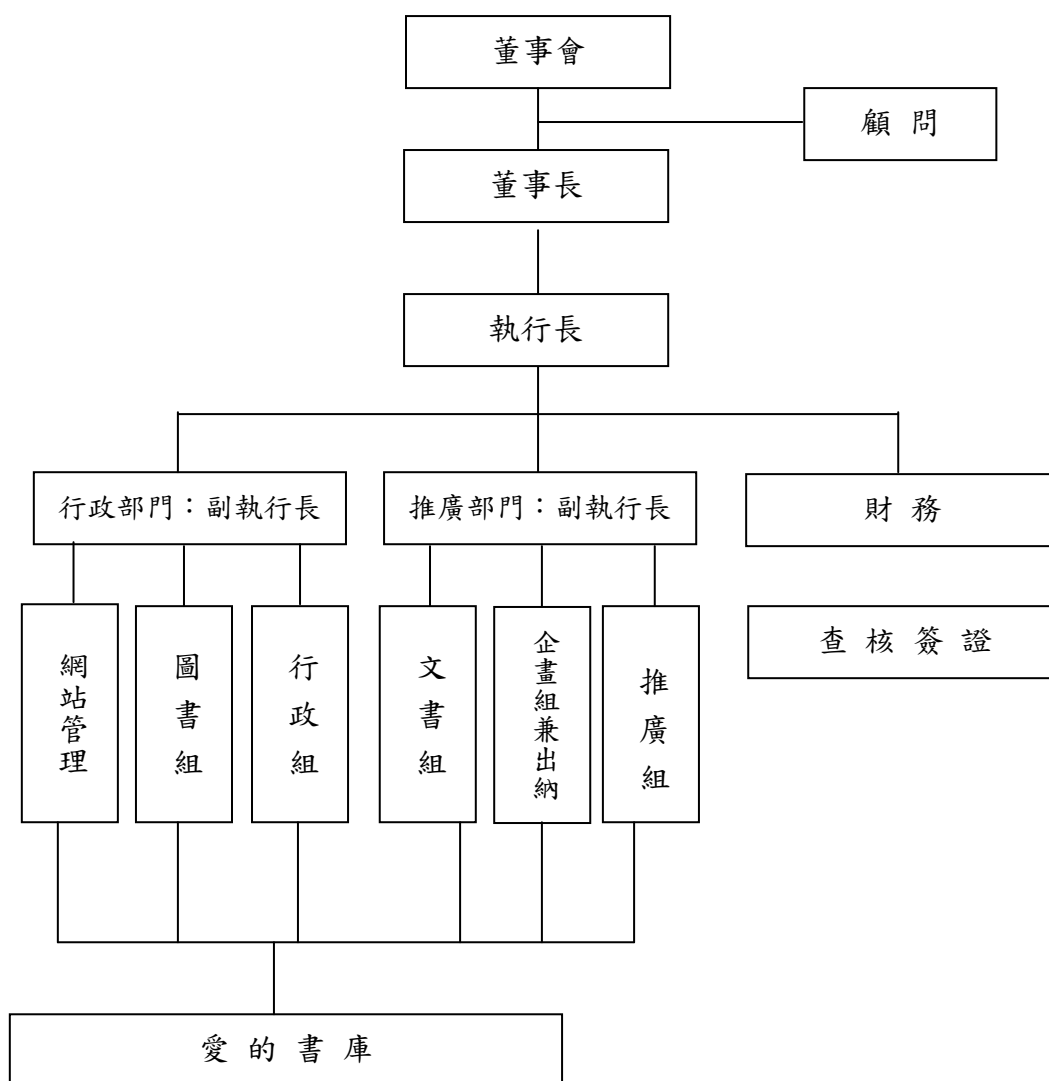 董事會
顧 問
董事長
執行長
行政部門：副執行長
推廣部門：副執行長
財 務
網站管理
圖書組
行政組
文書組
企畫組兼出納
推廣組
查 核 簽 證
愛 的 書 庫